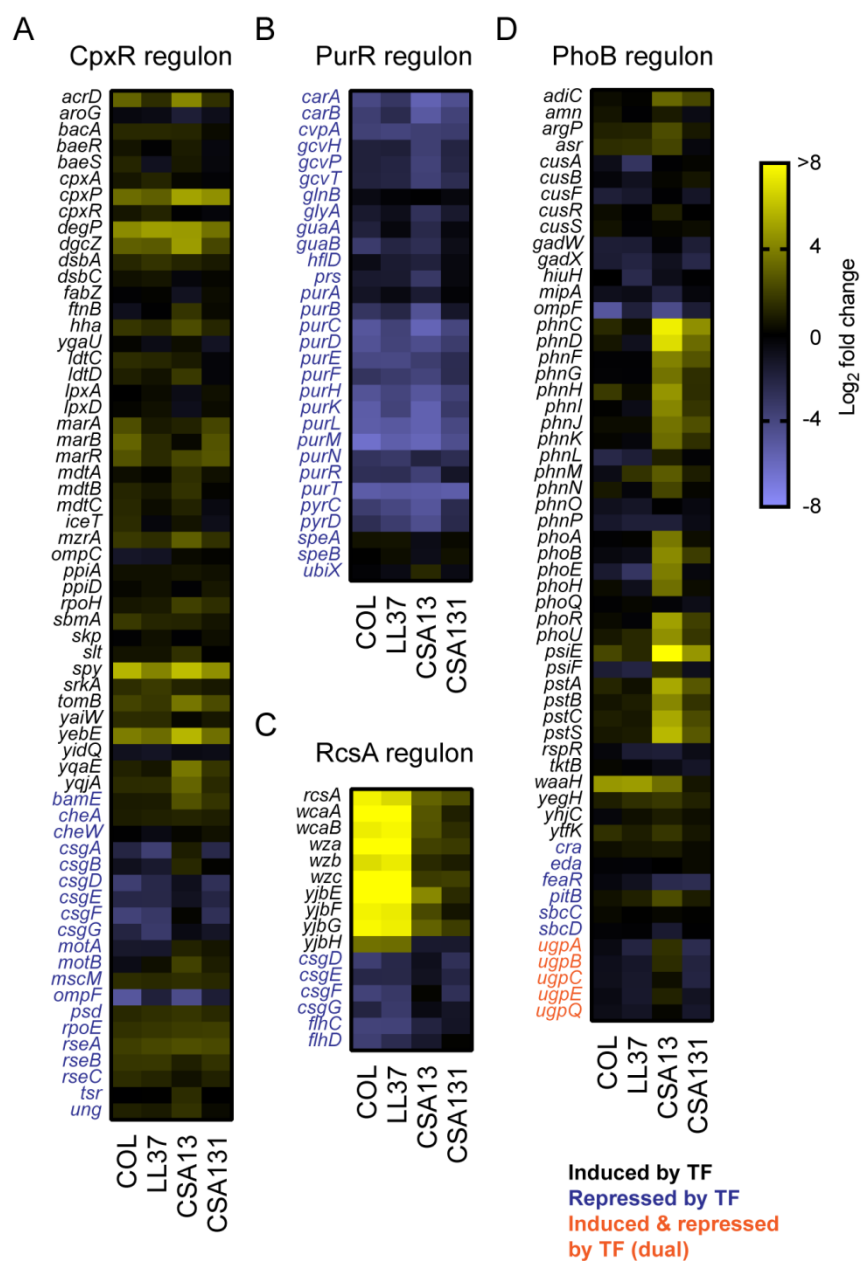 A
CpxR regulon
acrD
aroG
bacA
baeR
baeS
cpxA
cpxP
cpxR
degP
dgcZ
dsbA
dsbC
fabZ
ftnB
hha
ygaU
ldtC
ldtD
lpxA
lpxD
marA
marB
marR
mdtA
mdtB
mdtC
iceT
mzrA
ompC
ppiA
ppiD
rpoH
sbmA
skp
slt
spy
srkA
tomB
yaiW
yebE
yidQ
yqaE
yqjA
bamE
cheA
cheW
csgA
csgB
csgD
csgE
csgF
csgG
motA
motB
mscM
ompF
psd
rpoE
rseA
rseB
rseC
tsr
ung
COL
LL37
CSA13
CSA131
B
PurR regulon
carA
carB
cvpA
gcvH
gcvP
gcvT
glnB
glyA
guaA
guaB
hflD
prs
purA
purB
purC
purD
purE
purF
purH
purK
purL
purM
purN
purR
purT
pyrC
pyrD
speA
speB
ubiX
COL
LL37
CSA13
CSA131
C
RcsA regulon
rcsA
wcaA
wcaB
wza
wzb
wzc
yjbE
yjbF
yjbG
yjbH
csgD
csgE
csgF
csgG
flhC
flhD
COL
LL37
CSA13
CSA131
D
PhoB regulon
adiC
amn
argP
asr
cusA
cusB
cusF
cusR
cusS
gadW
gadX
hiuH
mipA
ompF
phnC
phnD
phnF
phnG
phnH
phnI
phnJ
phnK
phnL
phnM
phnN
phnO
phnP
phoA
phoB
phoE
phoH
phoQ
phoR
phoU
psiE
psiF
pstA
pstB
pstC
pstS
rspR
tktB
waaH
yegH
yhjC
ytfK
cra
eda
feaR
pitB
sbcC
sbcD
ugpA
ugpB
ugpC
ugpE
ugpQ
COL
LL37
CSA13
CSA131
>8
4
0
-4
-8
Log2 fold change
Induced by TF
Repressed by TF
Induced & repressed
by TF (dual)